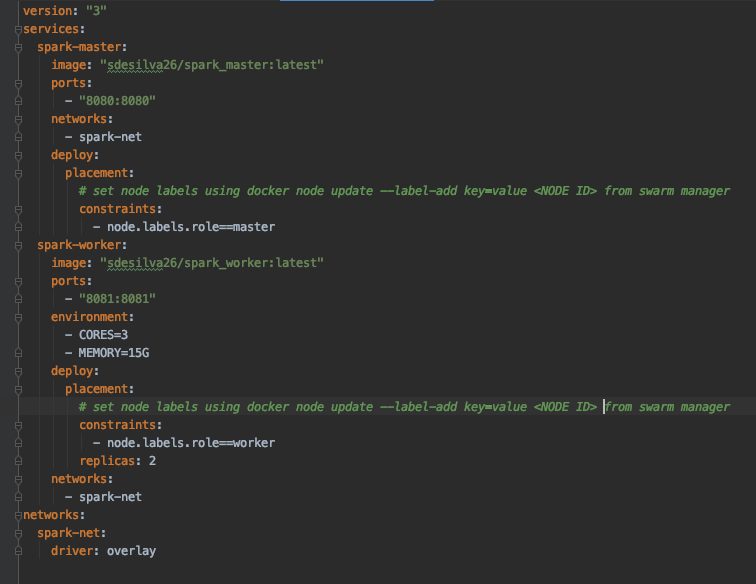 version: "3"
services:
  spark-master:
    image: "sdesilva26/spark_master:latest"
    ports:
      - "8080:8080"
    networks:
      - spark-net
    deploy:
      placement:
        # set node labels using docker node update --label-add key=value <NODE ID> from swarm manager
        constraints:
          - node.labels.role==master
  spark-worker:
    image: "sdesilva26/spark_worker:latest"
    ports:
      - "8081:8081"
    environment:
      - CORES=3
      - MEMORY=15G
    deploy:
      placement:
        # set node labels using docker node update --label-add key=value <NODE ID> from swarm manager
        constraints:
          - node.labels.role==worker
        replicas: 2
    networks:
      - spark-net
networks:
  spark-net:
    driver: overlay